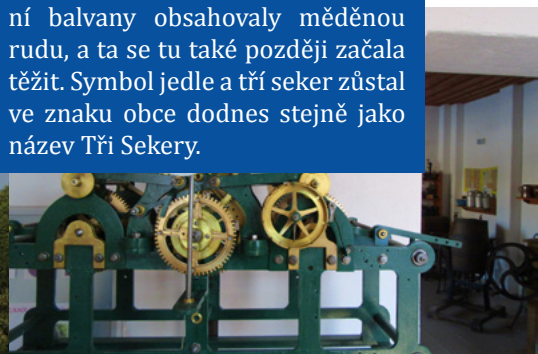 ní balvany obsahovaly měděnou
rudu, a ta se tu také později začala
těžit. Symbol jedle a tří seker zůstal
ve znaku obce dodnes stejně jako
název Tři Sekery.